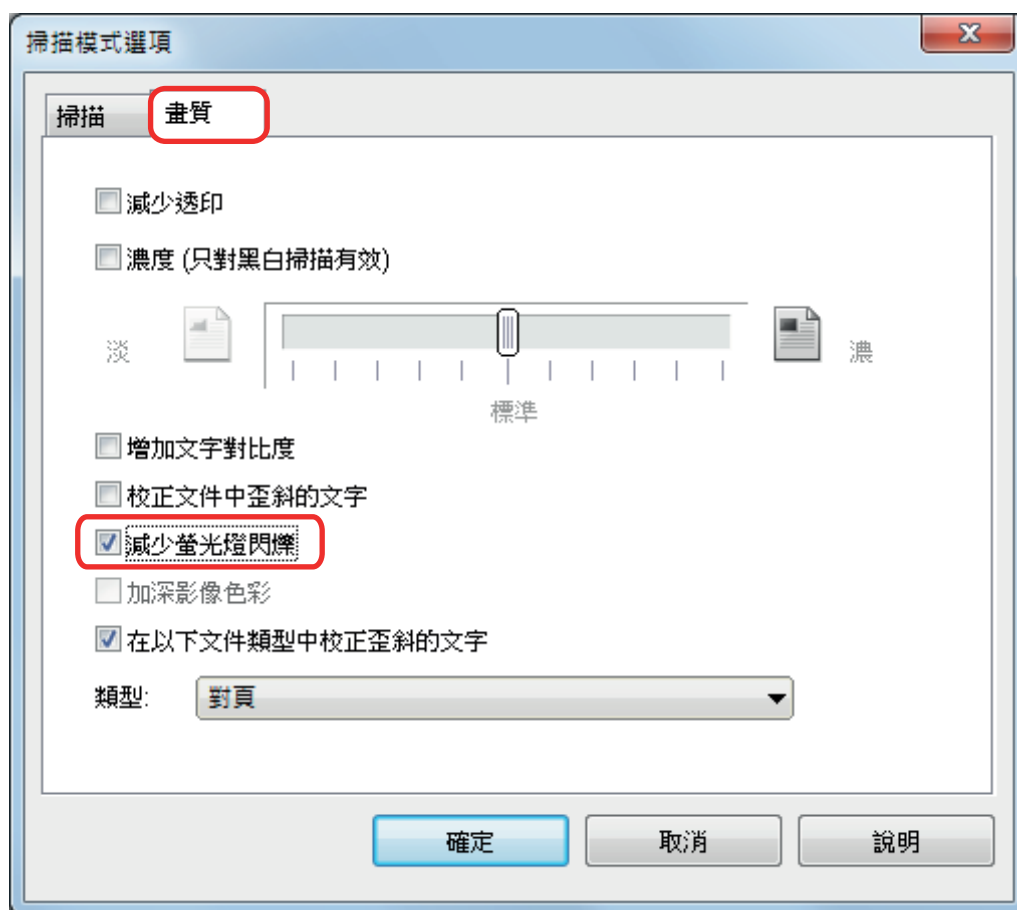 掃描模式選項
掃描 畫質
減少透印
濃度 (只對黑白掃描有效)
淡 濃
標準
增加文字對比度
校正文件中歪斜的文字
減少螢光燈閃爍
加深影像色彩
在以下文件類型中校正歪斜的文字
類型: 對頁
確定 取消 說明